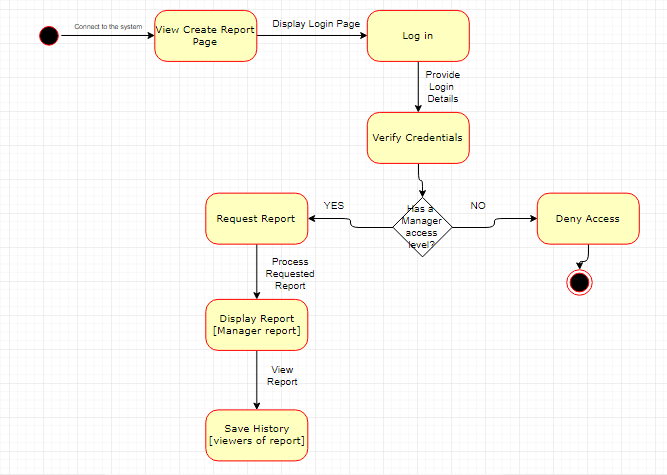 Connect to the system
View Create Report
Page
Display Login Page
Log in
Provide
Login
Details
Verify Credentials
Has a
Manager
access
level?
YES
NO
Request Report
Deny Access
Process
Requested
Report
Display Report
[Manager report]
View
Report
Save History
[viewers of report]